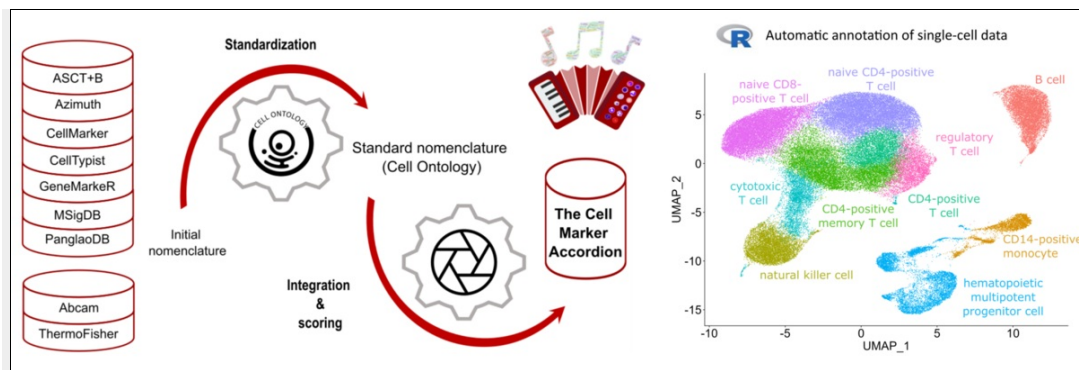 ASCT+B
Azimuth
CellMarker
CellTypist
GeneMarkeR
MSigDB
PanglaoDB
Abcam
ThermoFisher
Standardization
CELL ONTOLOGY
Initial
nomenclature
Standard nomenclature
(Cell Ontology)
Integration
&
scoring
The Cell
Marker
Accordion
R
Automatic annotation of single-cell data
naive CD8-
positive T cell
naive CD4-positive
T cell
B cell
regulatory
T cell
cytotoxic
T cell
CD4-positive
memory T cell
CD4-positive
T cell
CD14-positive
monocyte
natural killer cell
hematopoietic
multipotent
progenitor cell
UMAP_2
5
0
-5
-10
-15
-10
-5
0
5
10
UMAP_1